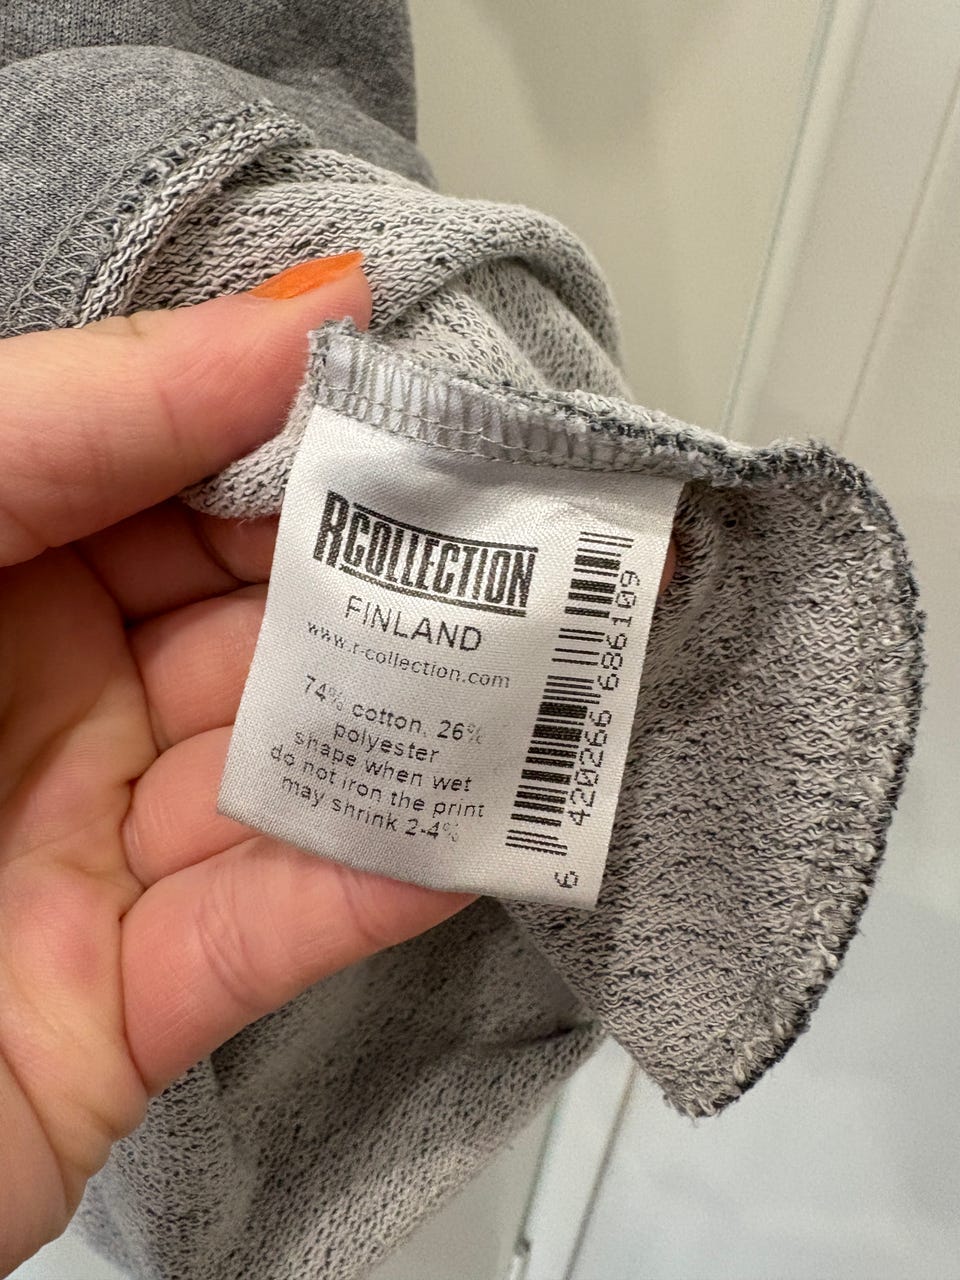 RCOLLECTION
FINLAND
www.r-collection.com
74% cotton, 26%
polyester
shape when wet
do not iron the print
may shrink 2-4%
6 420266 686109